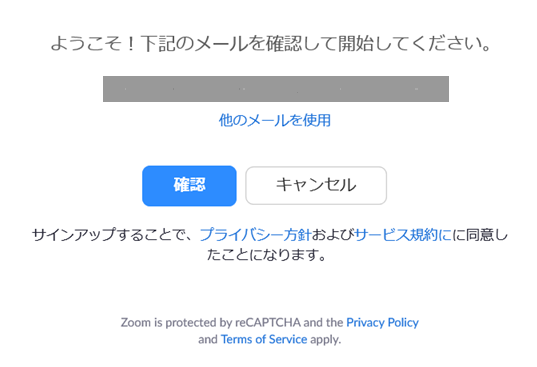 ようこそ！下記のメールを確認して開始してください。
他のメールを使用
確認 キャンセル
サインアップすることで、プライバシー方針およびサービス規約にに同意し
たことになります。
Zoom is protected by reCAPTCHA and the Privacy Policy
and Terms of Service apply.